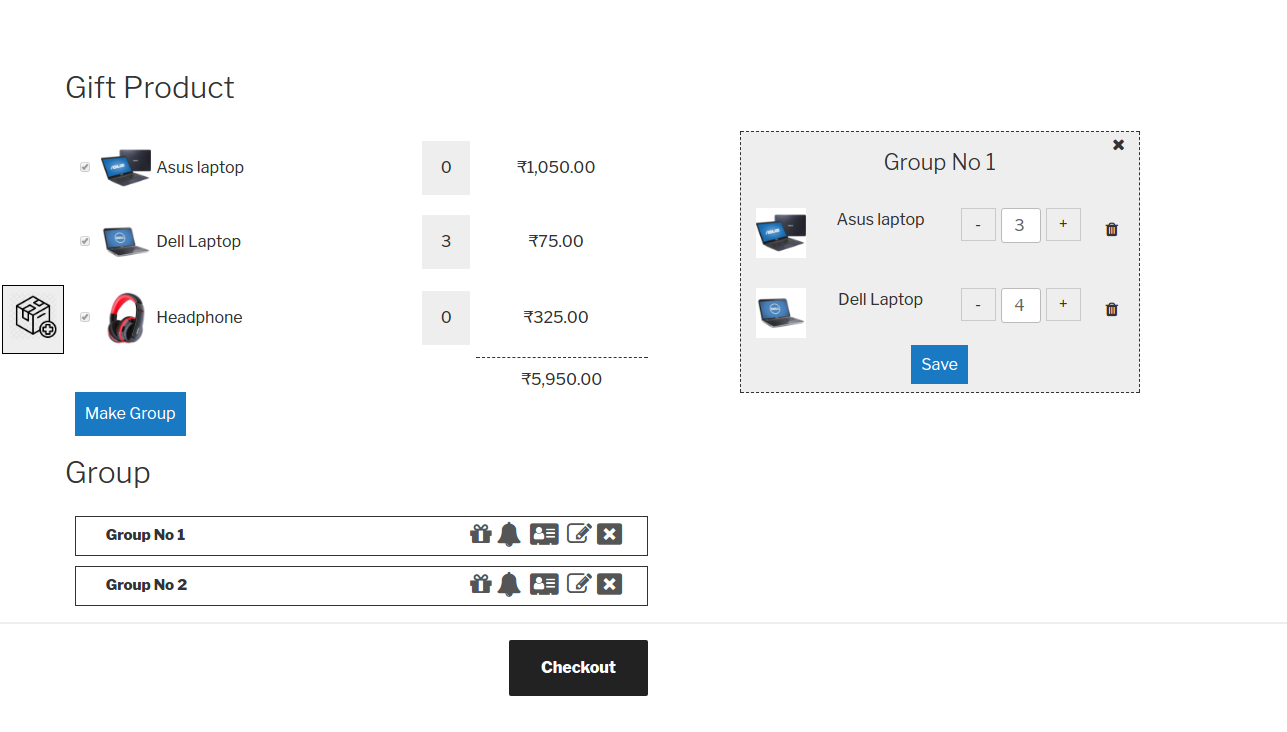 Gift Product
Asus laptop 0 ₹1,050.00
Dell Laptop 3 ₹75.00
Headphone 0 ₹325.00
₹5,950.00
Make Group
Group
Group No 1
Group No 2
Checkout
Group No 1
Asus laptop - 3 +
Dell Laptop - 4 +
Save